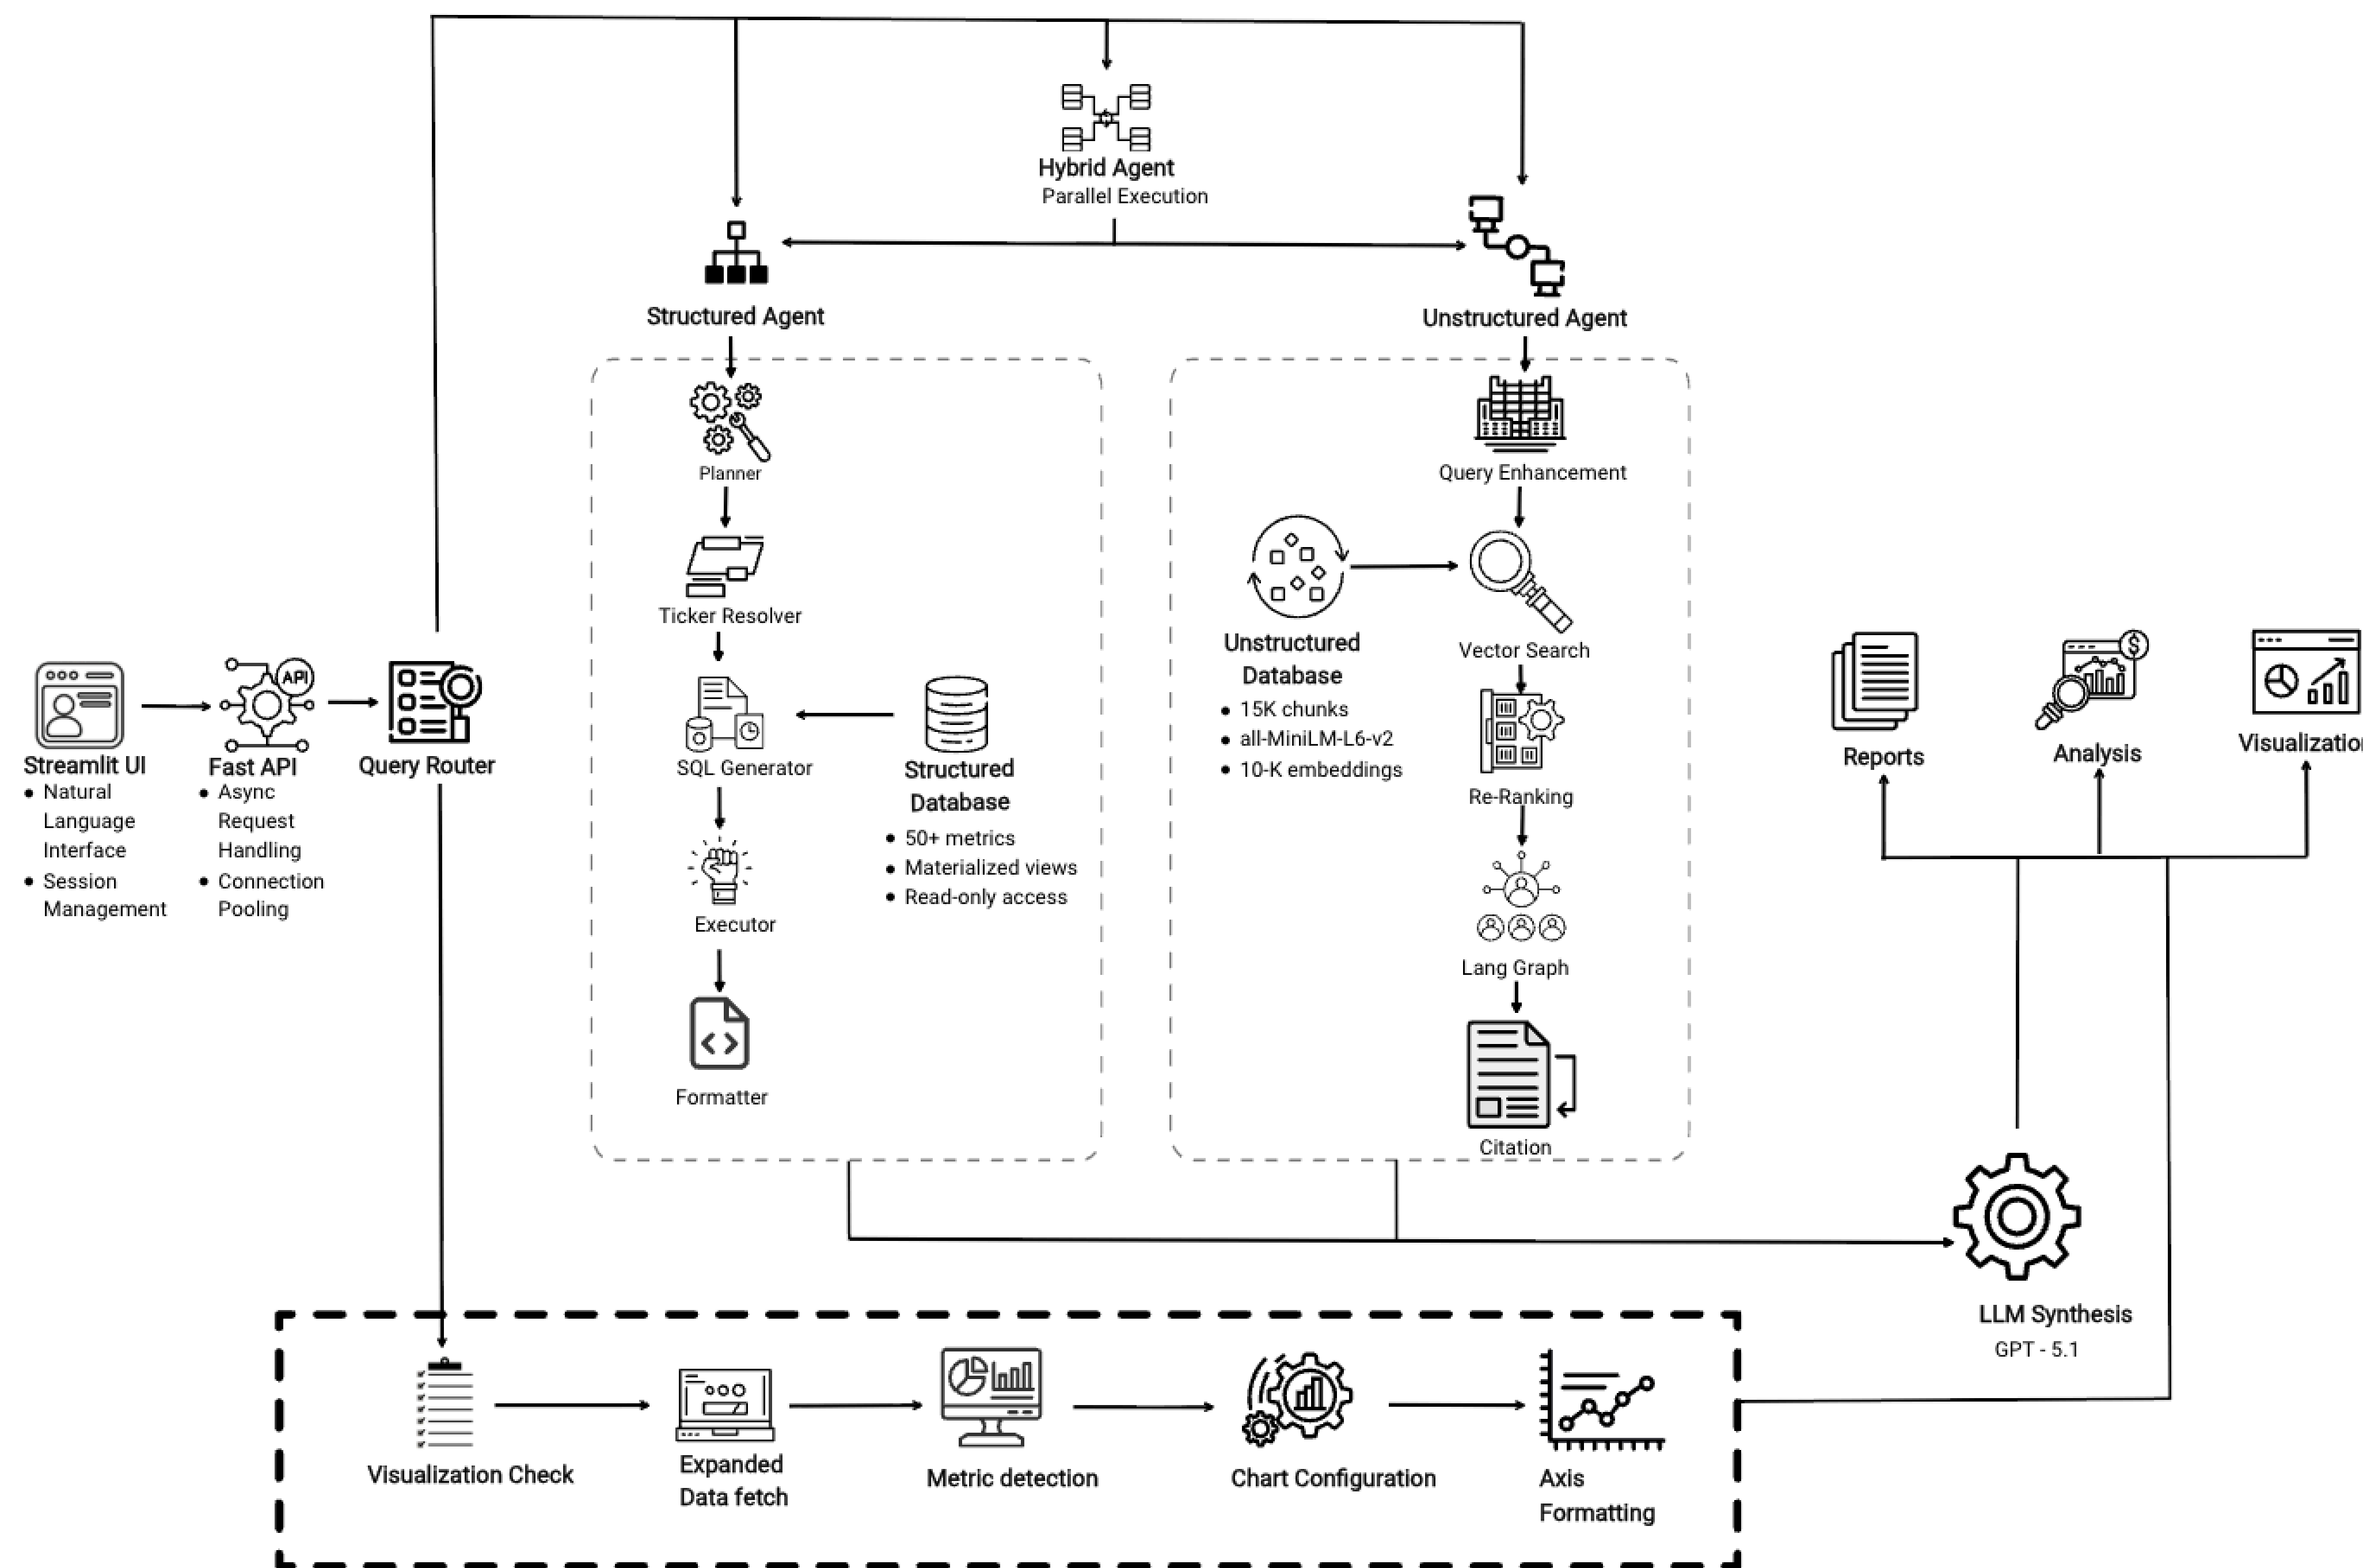 Hybrid Agent
Parallel Execution
Structured Agent
Unstructured Agent
Planner
Ticker Resolver
SQL Generator
Executor
Formatter
Structured
Database
• 50+ metrics
• Materialized views
• Read-only access
Query Enhancement
Vector Search
Re-Ranking
Lang Graph
Citation
Unstructured
Database
• 15K chunks
• all-MiniLM-L6-v2
• 10-K embeddings
Streamlit UI
• Natural
Language
Interface
• Session
Management
API
Fast API
• Async
Request
Handling
• Connection
Pooling
Query Router
Reports
$
Analysis
Visualization
LLM Synthesis
GPT - 5.1
Visualization Check
Expanded
Data fetch
Metric detection
Chart Configuration
Axis
Formatting